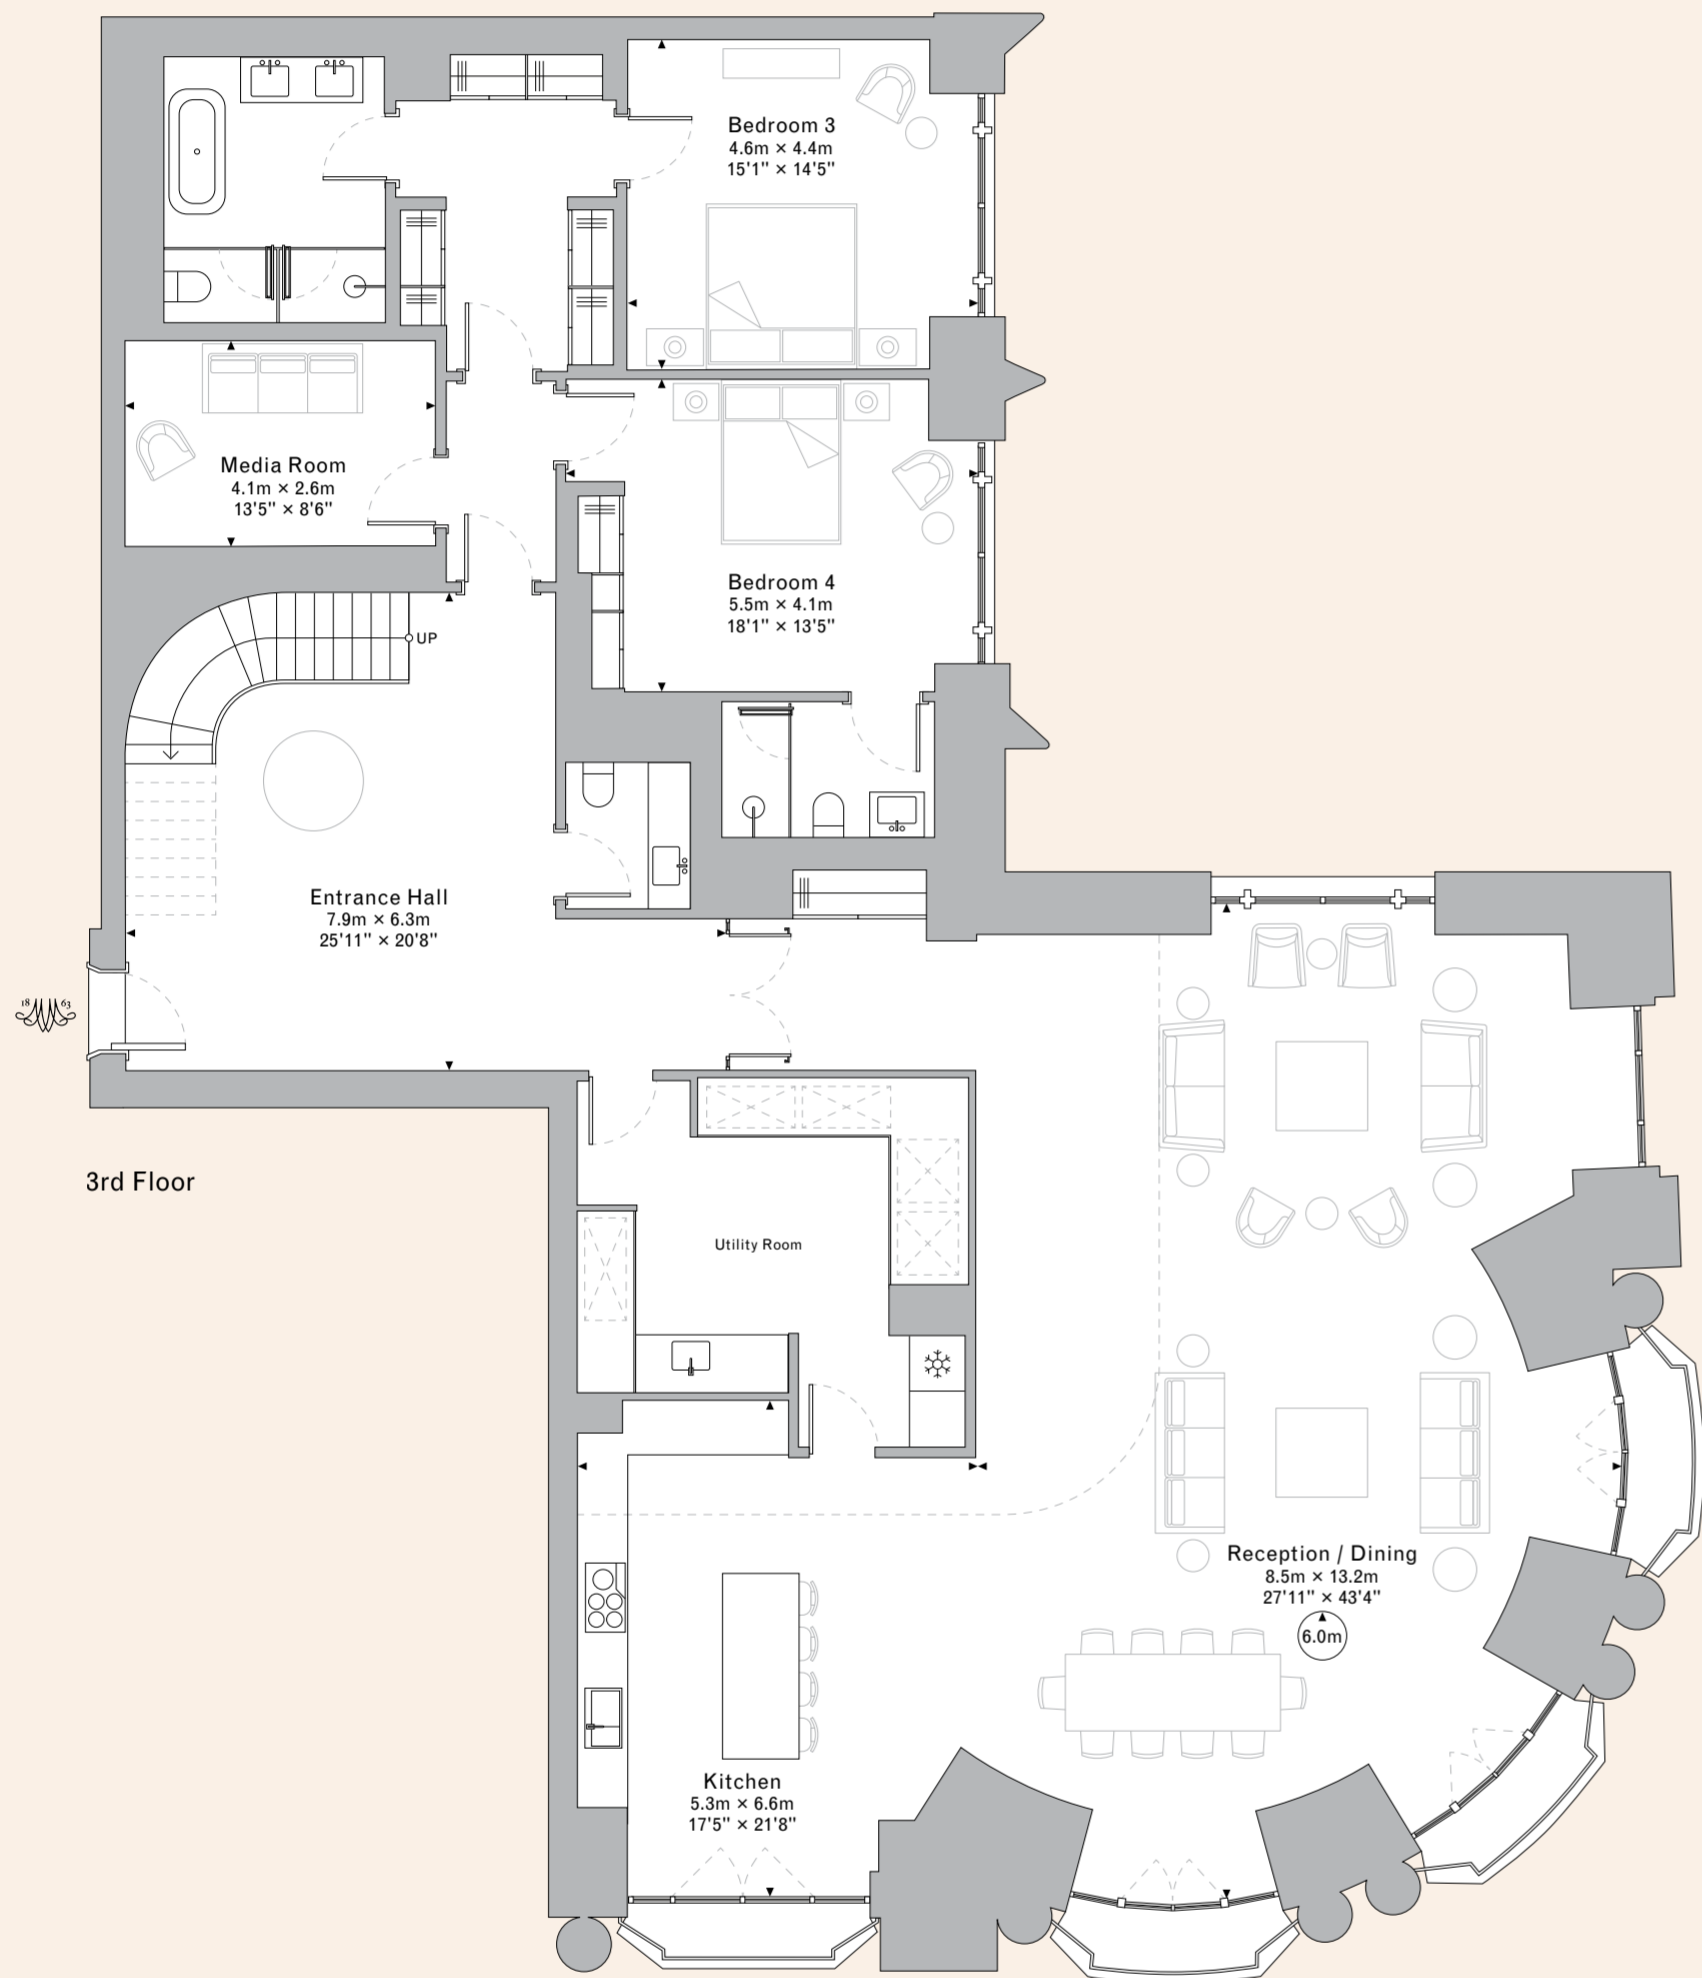 Bedroom 3
4.6m × 4.4m
15'1" × 14'5"
Media Room
4.1m × 2.6m
13'5" × 8'6"
Bedroom 4
5.5m × 4.1m
18'1" × 13'5"
UP
Entrance Hall
7.9m × 6.3m
25'11" × 20'8"
18 63
3rd Floor
Utility Room
Reception / Dining
8.5m × 13.2m
27'11" × 43'4"
6.0m
Kitchen
5.3m × 6.6m
17'5" × 21'8"